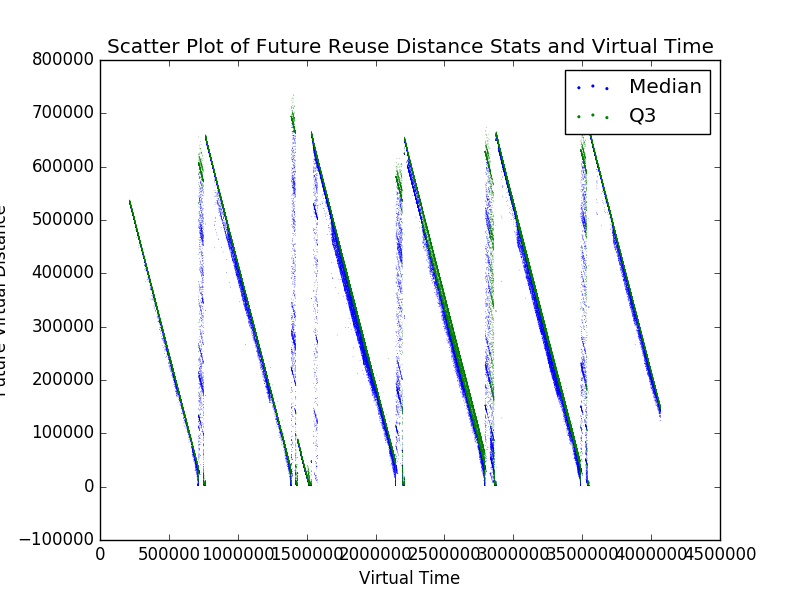 Scatter Plot of Future Reuse Distance Stats and Virtual Time
Median
Q3
800000
700000
600000
500000
400000
300000
200000
100000
0
−100000
Future Virtual Distance
0 500000 1000000 1500000 2000000 2500000 3000000 3500000 4000000 4500000
Virtual Time